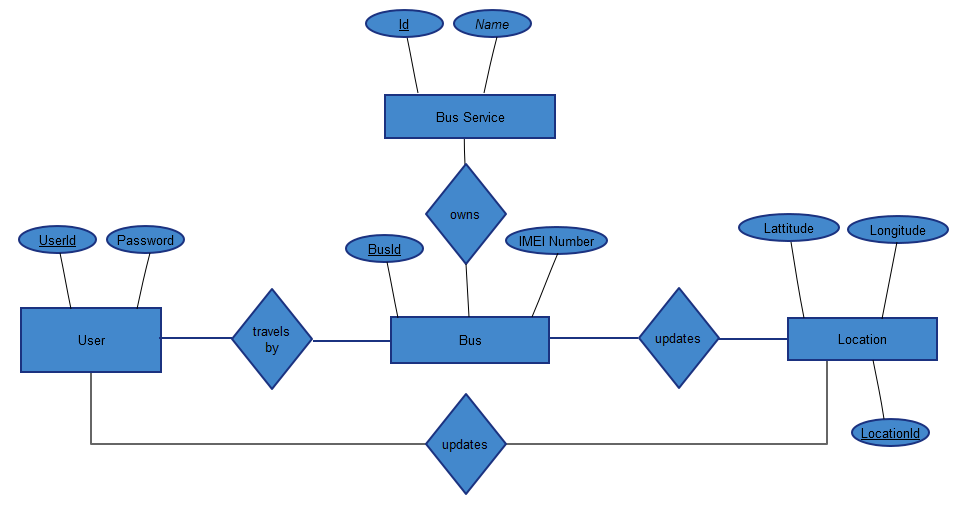 Id
Name
Bus Service
owns
UserId
Password
BusId
IMEI Number
Lattitude
Longitude
User
travels
by
Bus
updates
Location
updates
LocationId